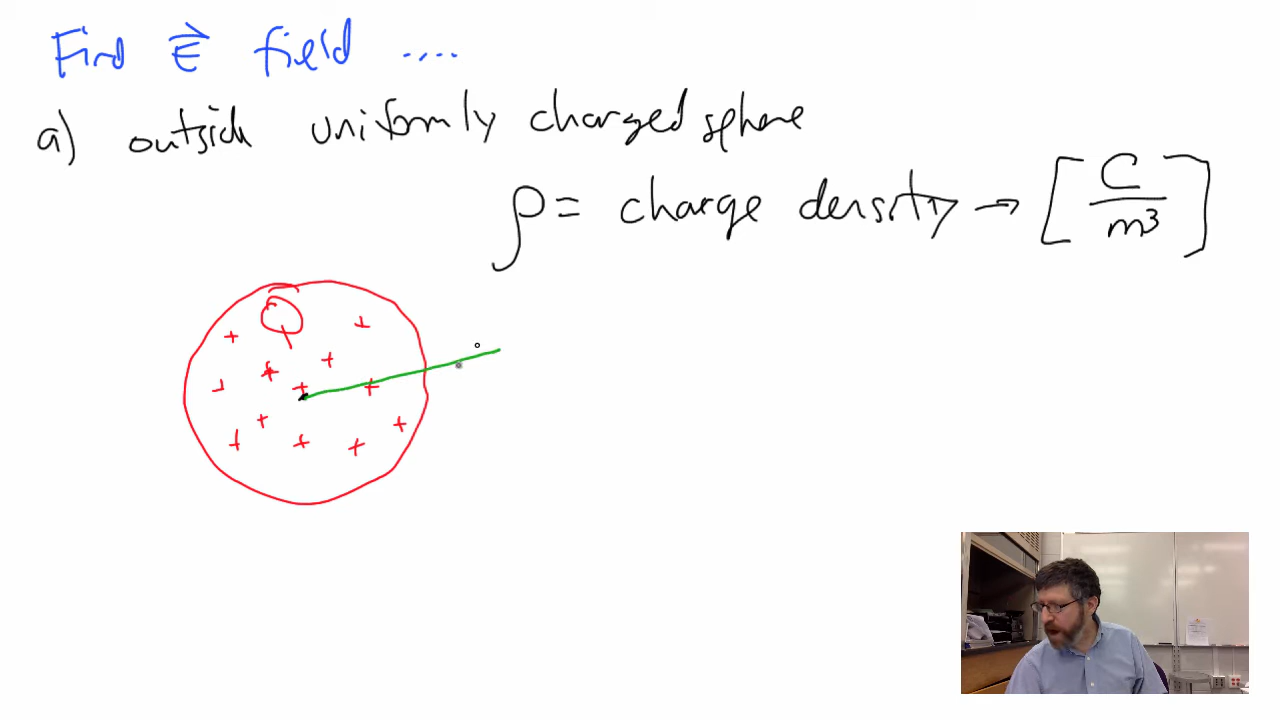 Find E⃗ field ....
a) outside uniformly charged sphere
ρ = charge density → [C/m³]
Q
+ + + + + + + + + + + + +